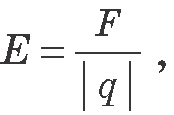 E = F / | q | ,